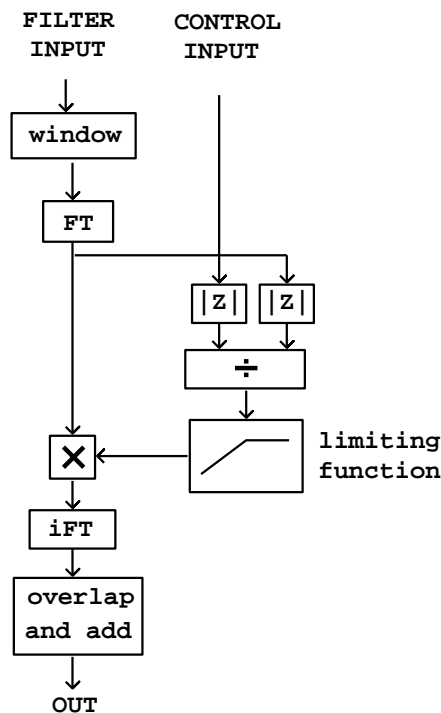 FILTER
INPUT
CONTROL
INPUT
window
FT
|Z|
|Z|
÷
limiting
function
×
iFT
overlap
and add
OUT